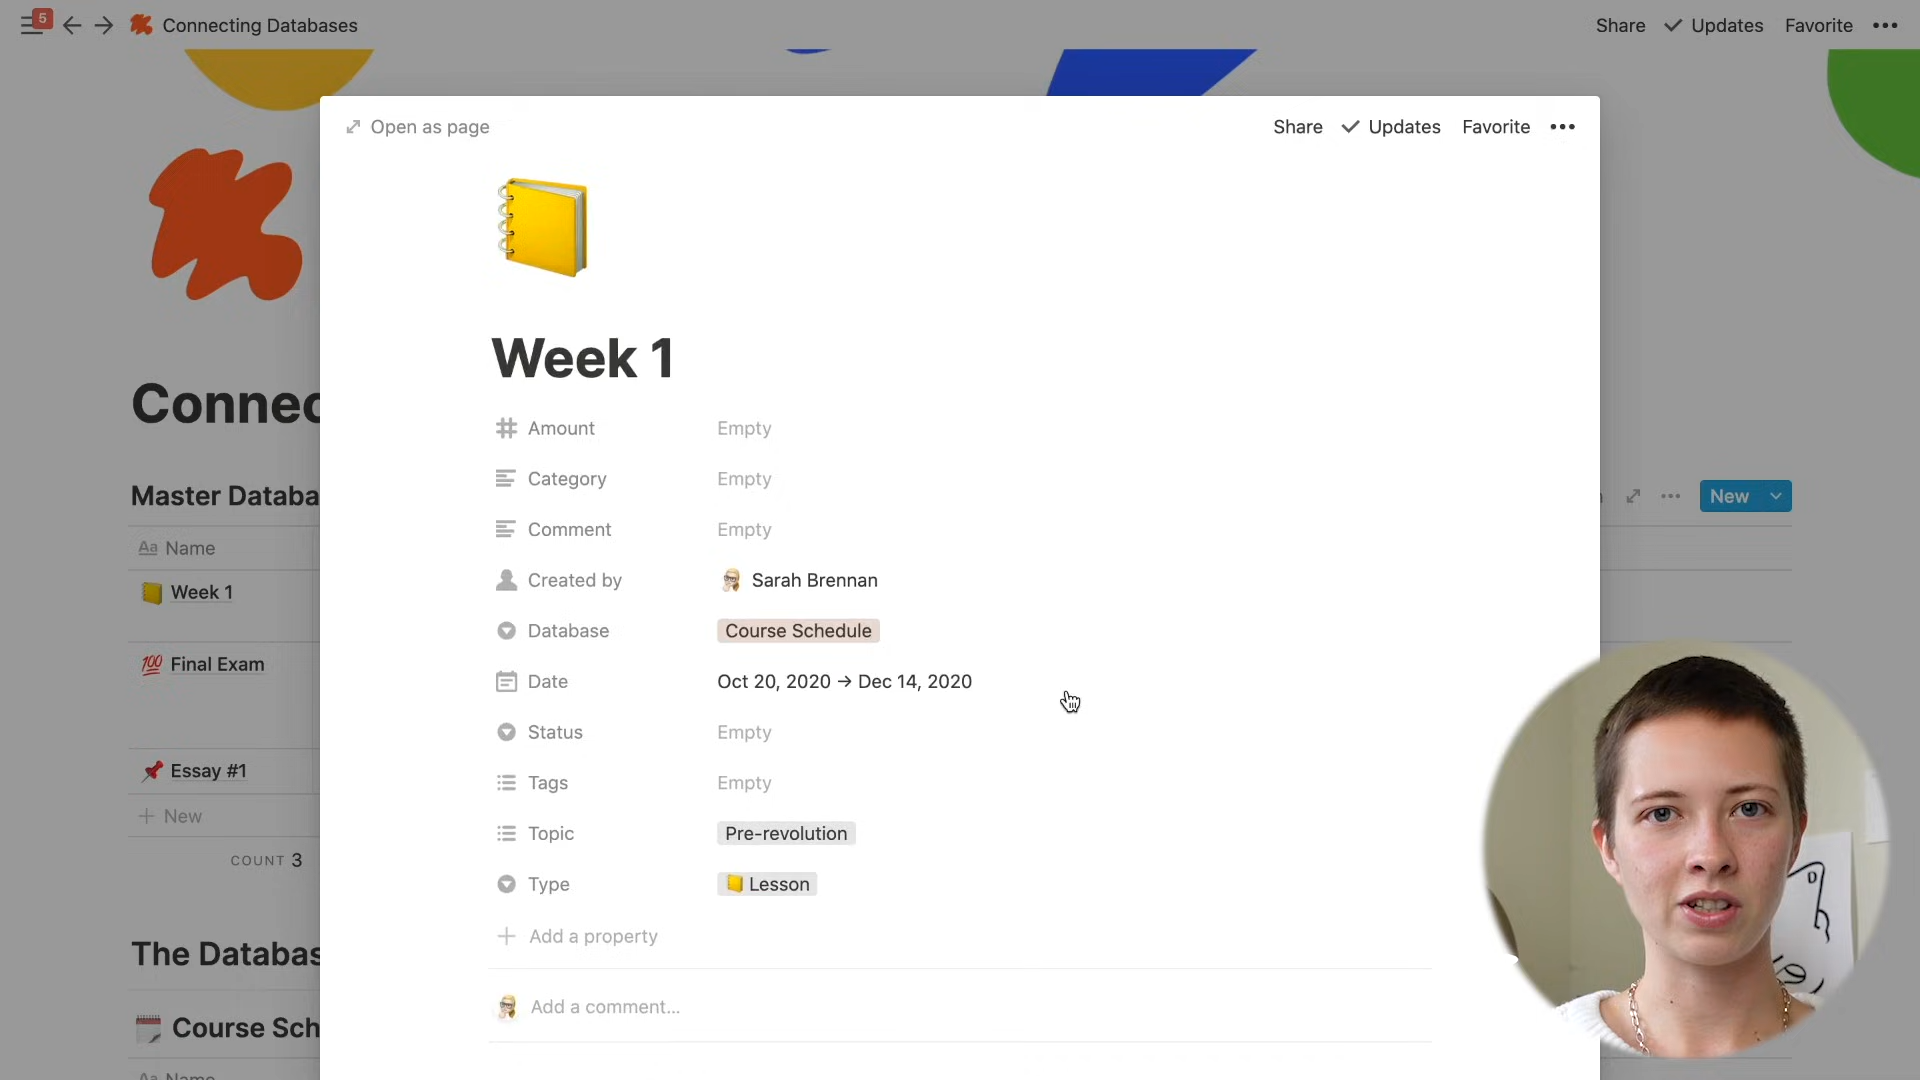 5
Connecting Databases
Share Updates Favorite
Open as page
Share Updates Favorite
Week 1
Connec
Amount Empty
Category Empty
Master Databa
New
Comment Empty
Aa Name
Created by Sarah Brennan
Week 1
Database Course Schedule
Final Exam
Date Oct 20, 2020 → Dec 14, 2020
Status Empty
Essay #1
Tags Empty
+ New
Topic Pre-revolution
COUNT 3
Type Lesson
+ Add a property
The Databas
Add a comment...
Course Sch
Aa Name